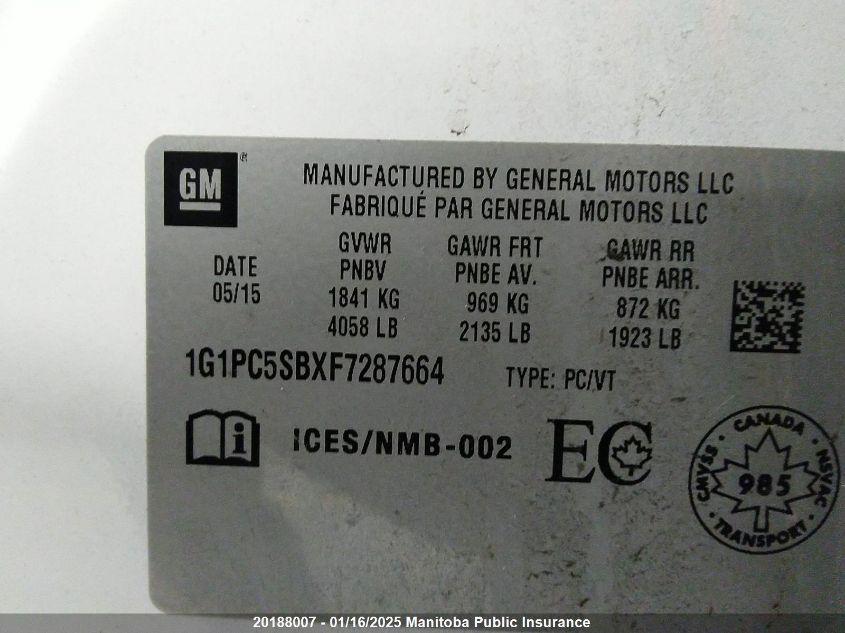 GM
MANUFACTURED BY GENERAL MOTORS LLC
FABRIQUÉ PAR GENERAL MOTORS LLC
DATE
05/15
GVWR
PNBV
1841 KG
4058 LB
GAWR FRT
PNBE AV.
969 KG
2135 LB
GAWR RR
PNBE ARR.
872 KG
1923 LB
1G1PC5SBXF7287664 TYPE: PC/VT
i ICES/NMB-002 EC
CANADA
CMVSS 985 NSVAC
TRANSPORT
20188007 - 01/16/2025 Manitoba Public Insurance